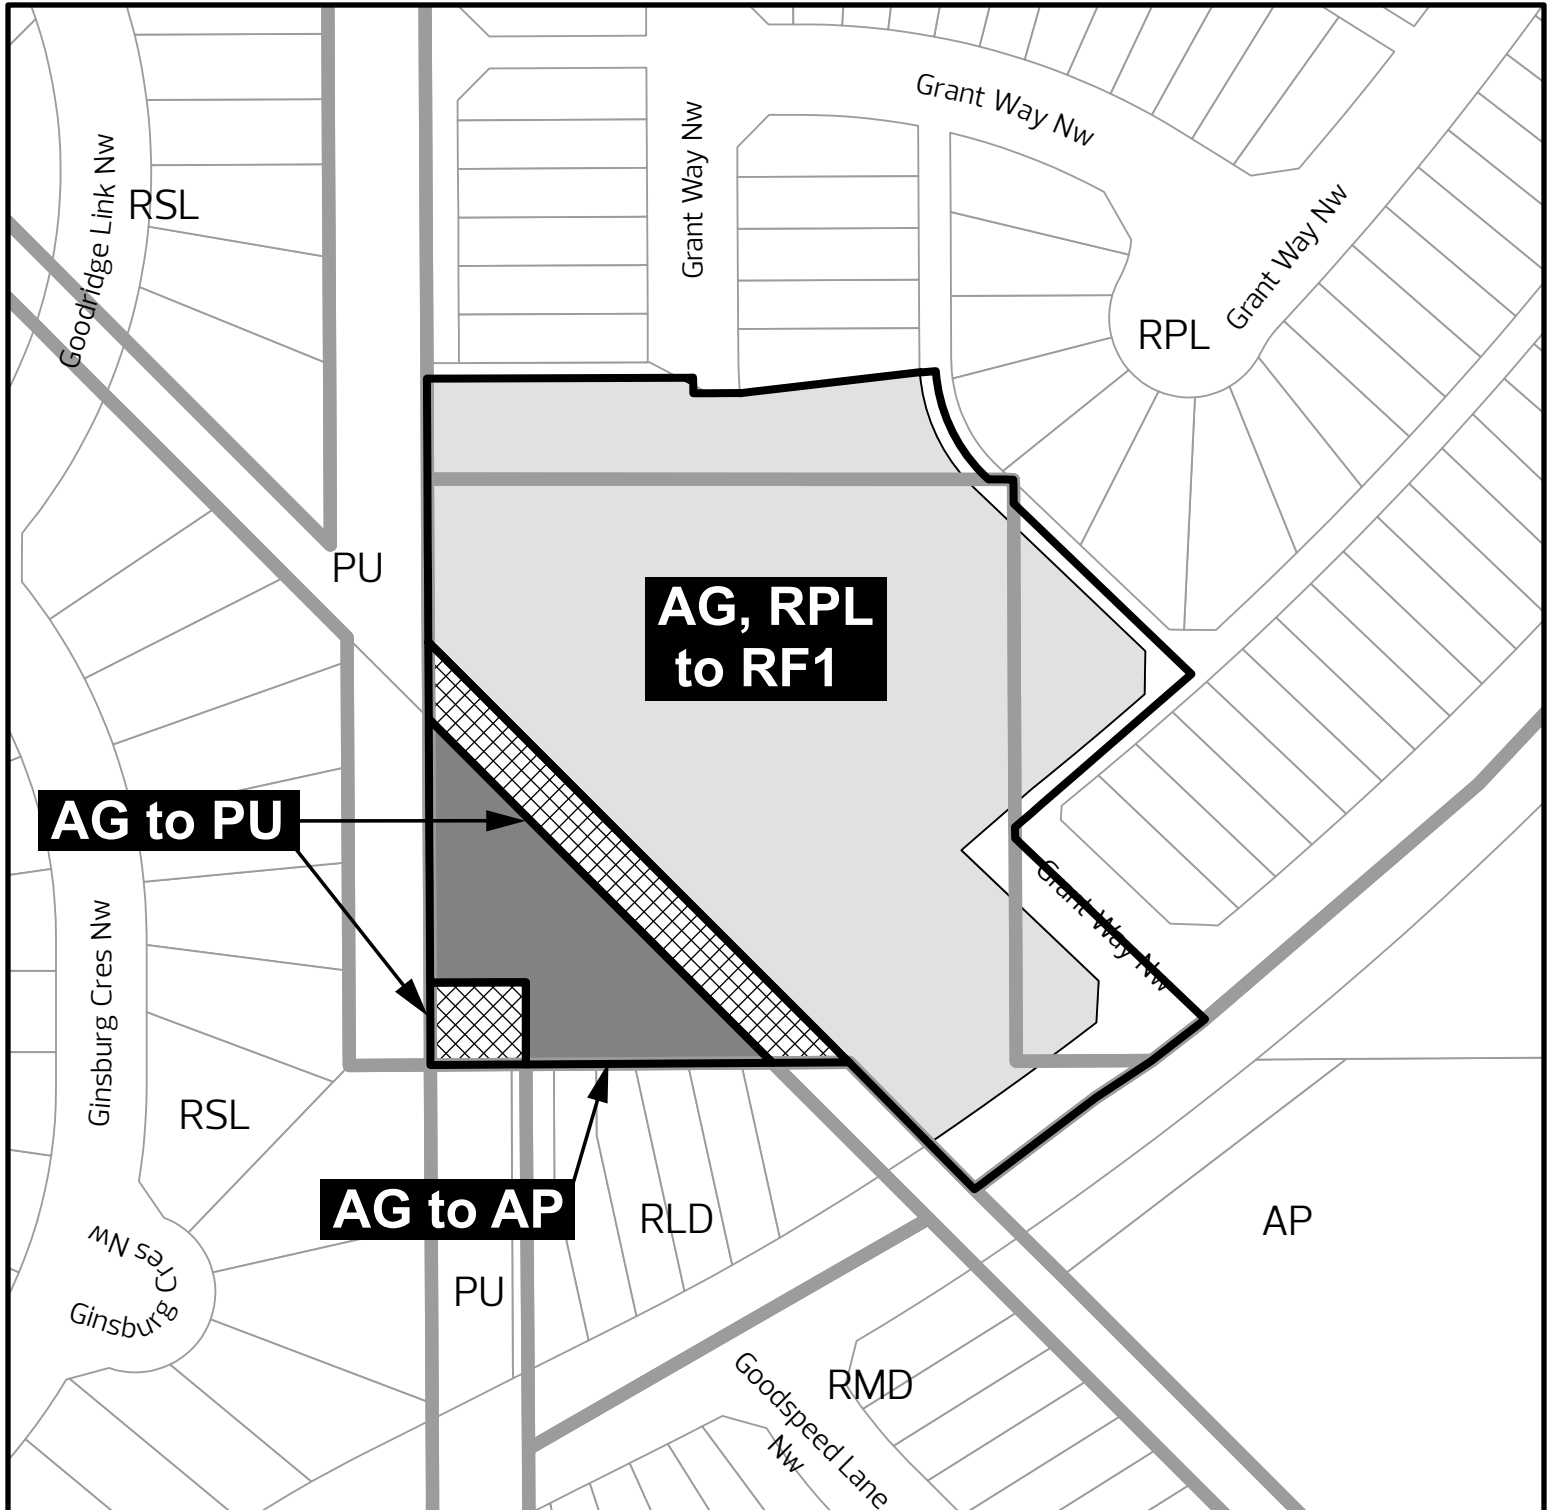 Grant Way Nw
Grant Way Nw
Goodridge Link Nw
RSL
Grant Way Nw
RPL
PU
AG, RPL
to RF1
AG to PU
Grant Way Nw
Ginsburg Cres Nw
RSL
AG to AP
RLD
AP
Ginsburg Cres Nw
PU
RMD
Goodspeed Lane
Nw